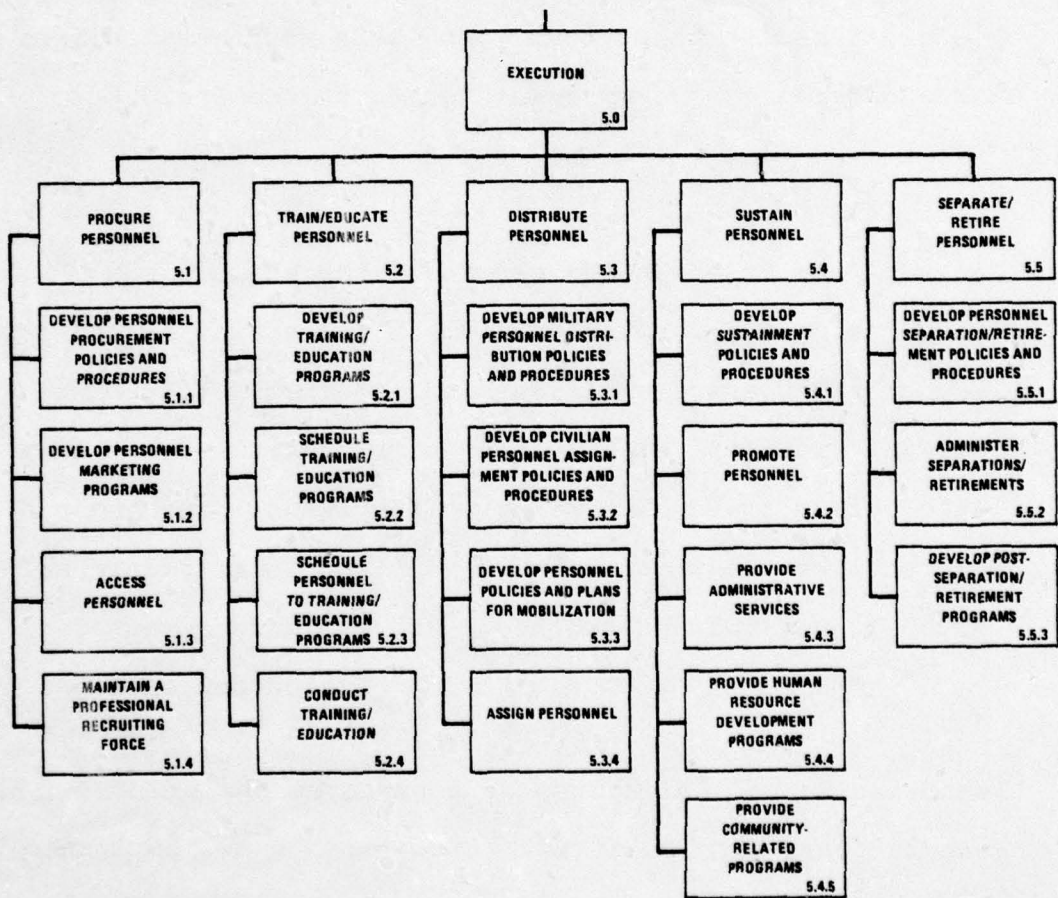 EXECUTION
5.0
PROCURE
PERSONNEL
5.1
TRAIN/EDUCATE
PERSONNEL
5.2
DISTRIBUTE
PERSONNEL
5.3
SUSTAIN
PERSONNEL
5.4
SEPARATE/
RETIRE
PERSONNEL
5.5
DEVELOP PERSONNEL
PROCUREMENT
POLICIES AND
PROCEDURES
5.1.1
DEVELOP
TRAINING/
EDUCATION
PROGRAMS
5.2.1
DEVELOP MILITARY
PERSONNEL DISTRI-
BUTION POLICIES
AND PROCEDURES
5.3.1
DEVELOP
SUSTAINMENT
POLICIES AND
PROCEDURES
5.4.1
DEVELOP PERSONNEL
SEPARATION/RETIRE-
MENT POLICIES AND
PROCEDURES
5.5.1
DEVELOP PERSONNEL
MARKETING
PROGRAMS
5.1.2
SCHEDULE
TRAINING/
EDUCATION
PROGRAMS
5.2.2
DEVELOP CIVILIAN
PERSONNEL ASSIGN-
MENT POLICIES AND
PROCEDURES
5.3.2
PROMOTE
PERSONNEL
5.4.2
ADMINISTER
SEPARATIONS/
RETIREMENTS
5.5.2
ACCESS
PERSONNEL
5.1.3
SCHEDULE
PERSONNEL
TO TRAINING/
EDUCATION
PROGRAMS 5.2.3
DEVELOP PERSONNEL
POLICIES AND PLANS
FOR MOBILIZATION
5.3.3
PROVIDE
ADMINISTRATIVE
SERVICES
5.4.3
DEVELOP POST-
SEPARATION/
RETIREMENT
PROGRAMS
5.5.3
MAINTAIN A
PROFESSIONAL
RECRUITING
FORCE
5.1.4
CONDUCT
TRAINING/
EDUCATION
5.2.4
ASSIGN PERSONNEL
5.3.4
PROVIDE HUMAN
RESOURCE
DEVELOPMENT
PROGRAMS
5.4.4
PROVIDE
COMMUNITY-
RELATED
PROGRAMS
5.4.5